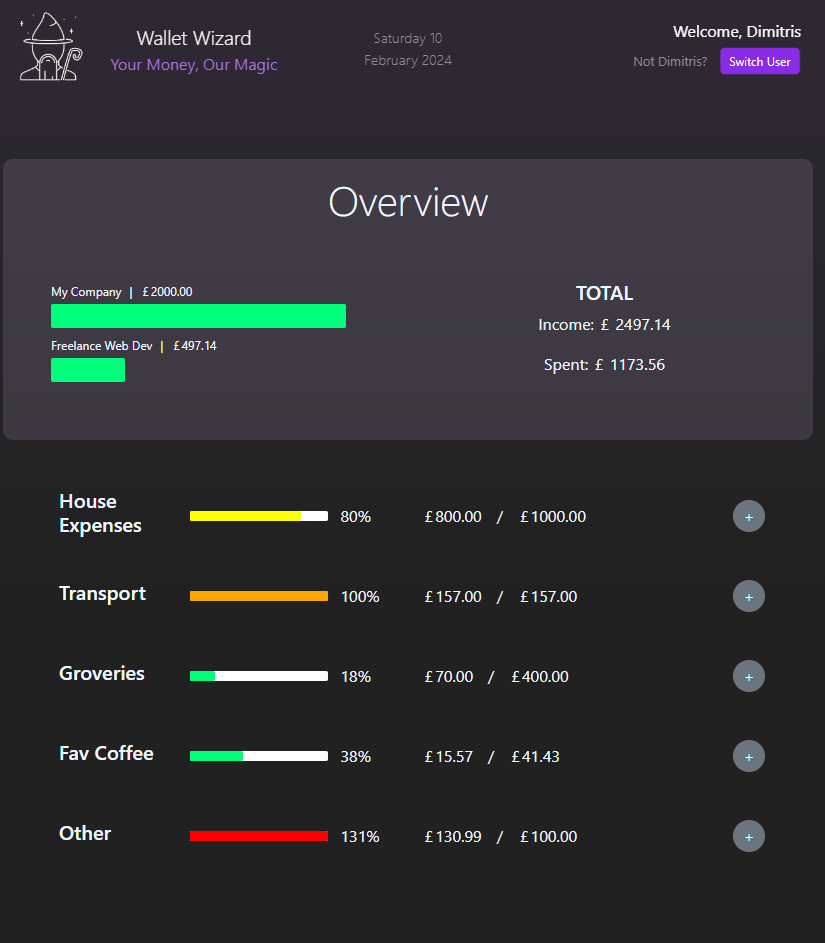 Wallet Wizard
Your Money, Our Magic
Saturday 10
February 2024
Welcome, Dimitris
Not Dimitris? Switch User
Overview
My Company | £ 2000.00
Freelance Web Dev | £ 497.14
TOTAL
Income: £ 2497.14
Spent: £ 1173.56
House
Expenses
80% £ 800.00 / £ 1000.00 +
Transport 100% £ 157.00 / £ 157.00 +
Groveries 18% £ 70.00 / £ 400.00 +
Fav Coffee 38% £ 15.57 / £ 41.43 +
Other 131% £ 130.99 / £ 100.00 +